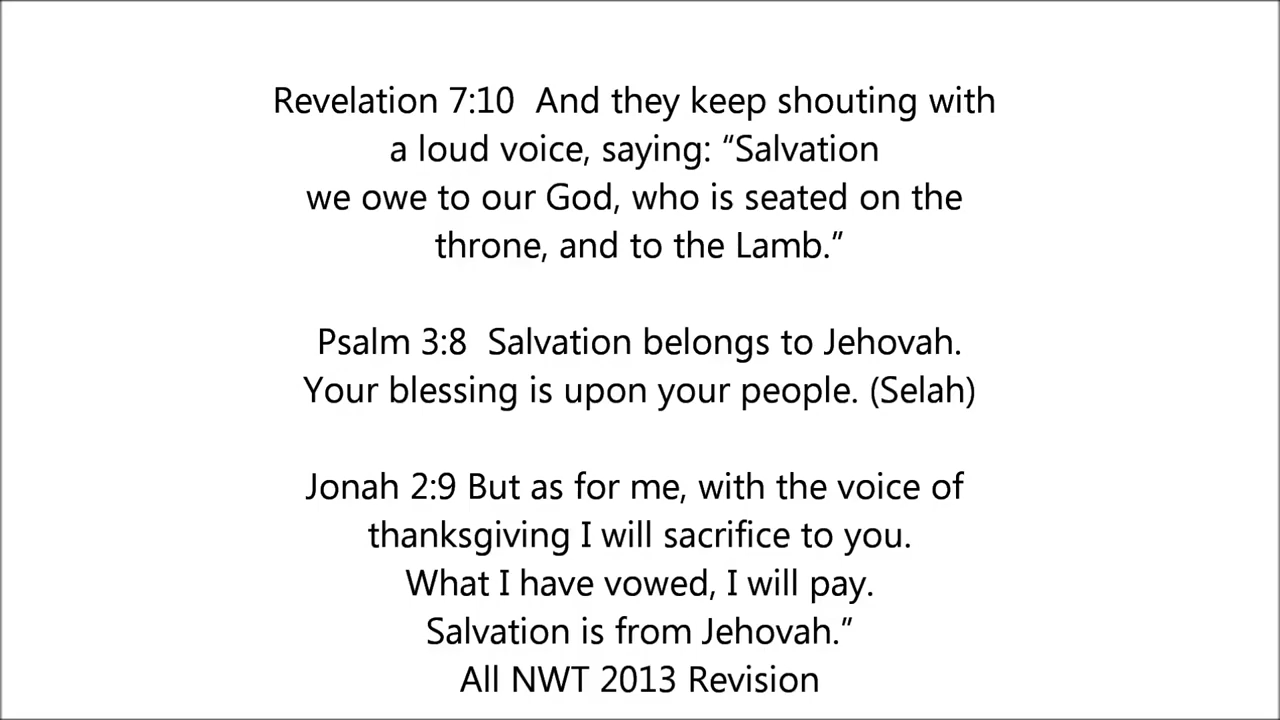 Revelation 7:10  And they keep shouting with
a loud voice, saying: “Salvation
we owe to our God, who is seated on the
throne, and to the Lamb.”
Psalm 3:8  Salvation belongs to Jehovah.
Your blessing is upon your people. (Selah)
Jonah 2:9 But as for me, with the voice of
thanksgiving I will sacrifice to you.
What I have vowed, I will pay.
Salvation is from Jehovah.”
All NWT 2013 Revision